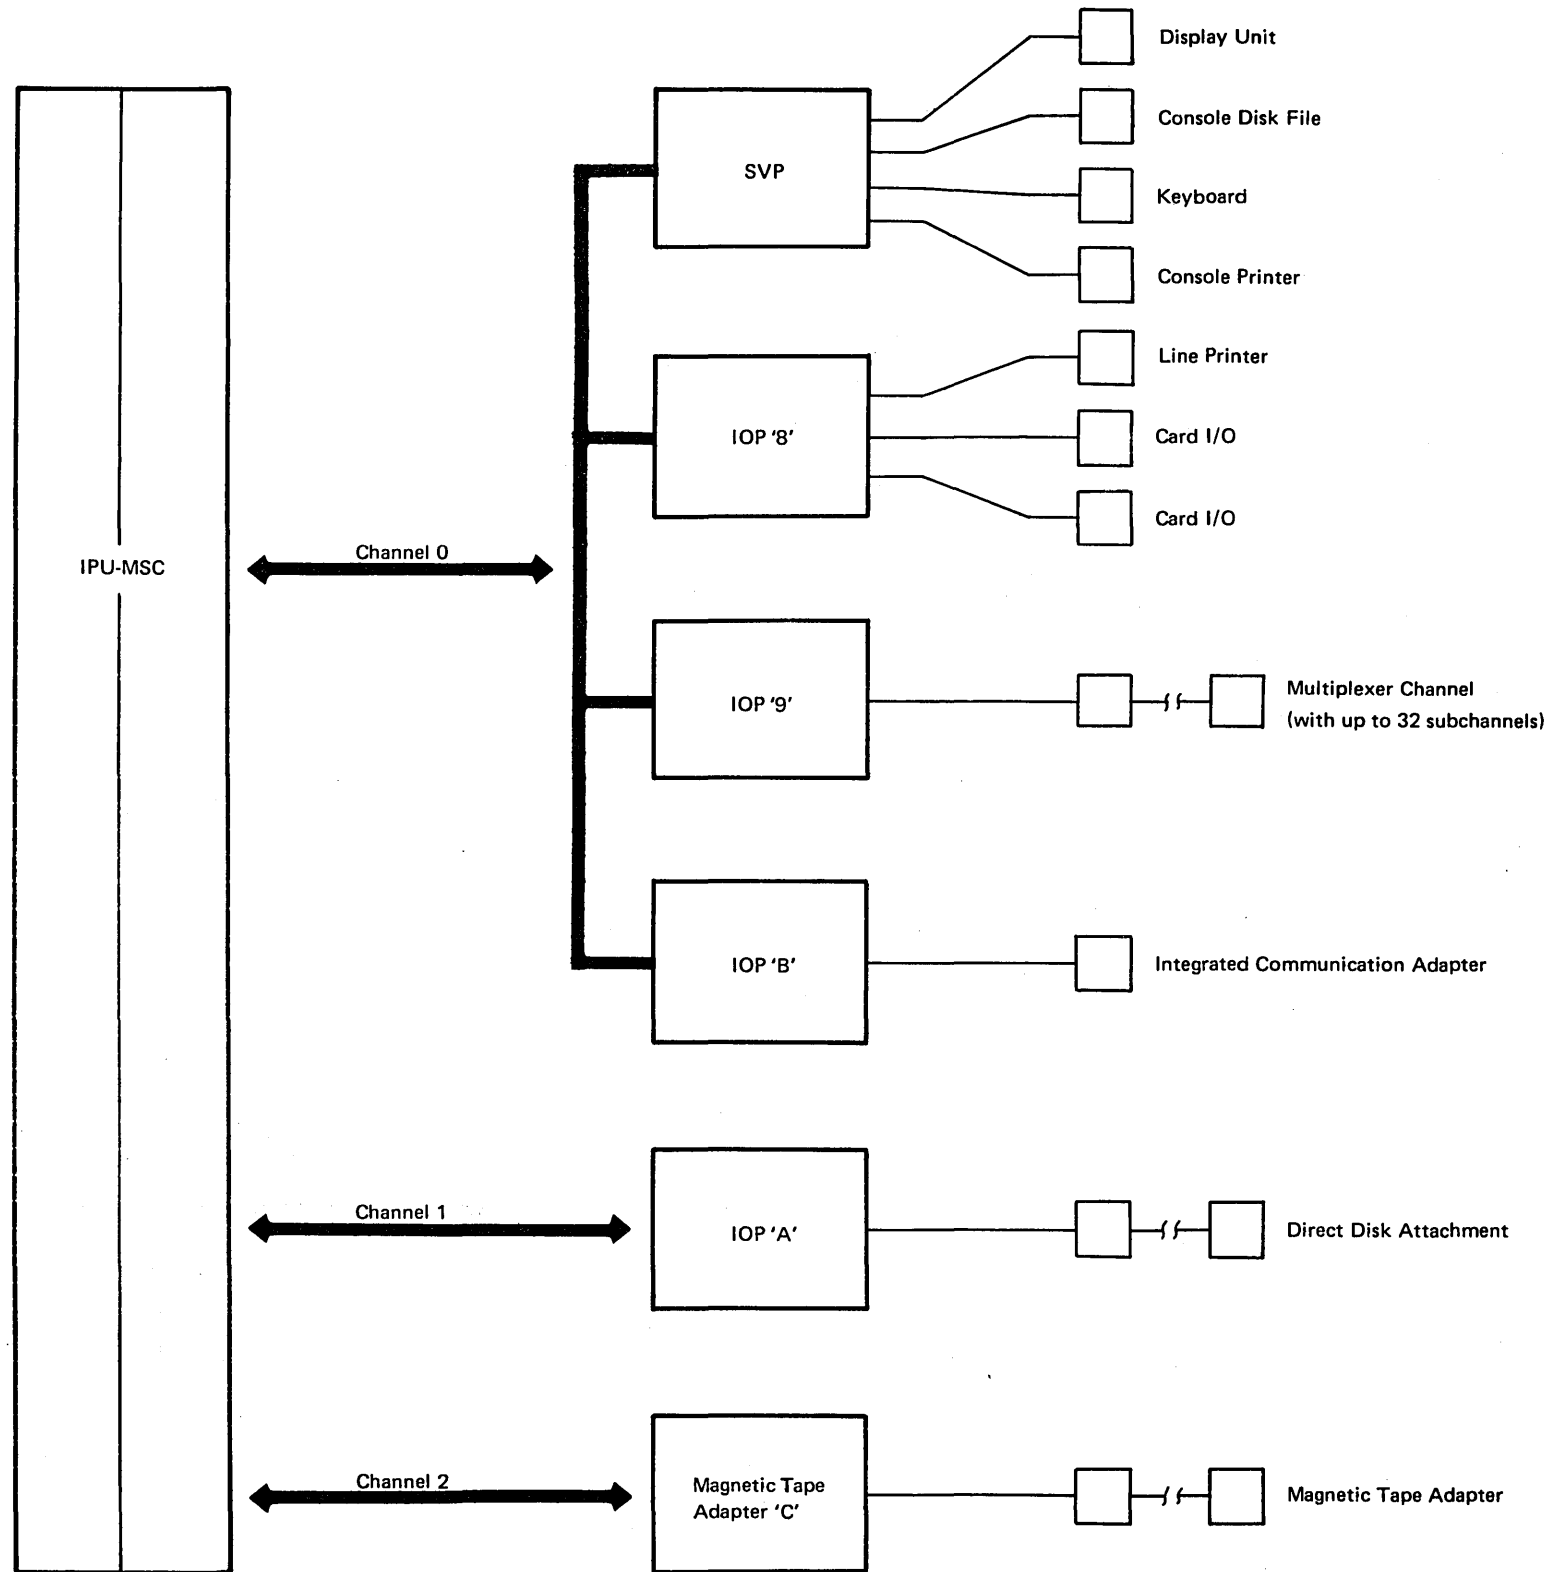 Display Unit
Console Disk File
SVP
Keyboard
Console Printer
Line Printer
IOP '8'
Card I/O
Card I/O
Channel 0
IPU-MSC
IOP '9'
Multiplexer Channel
(with up to 32 subchannels)
IOP 'B'
Integrated Communication Adapter
Channel 1
IOP 'A'
Direct Disk Attachment
Channel 2
Magnetic Tape
Adapter 'C'
Magnetic Tape Adapter